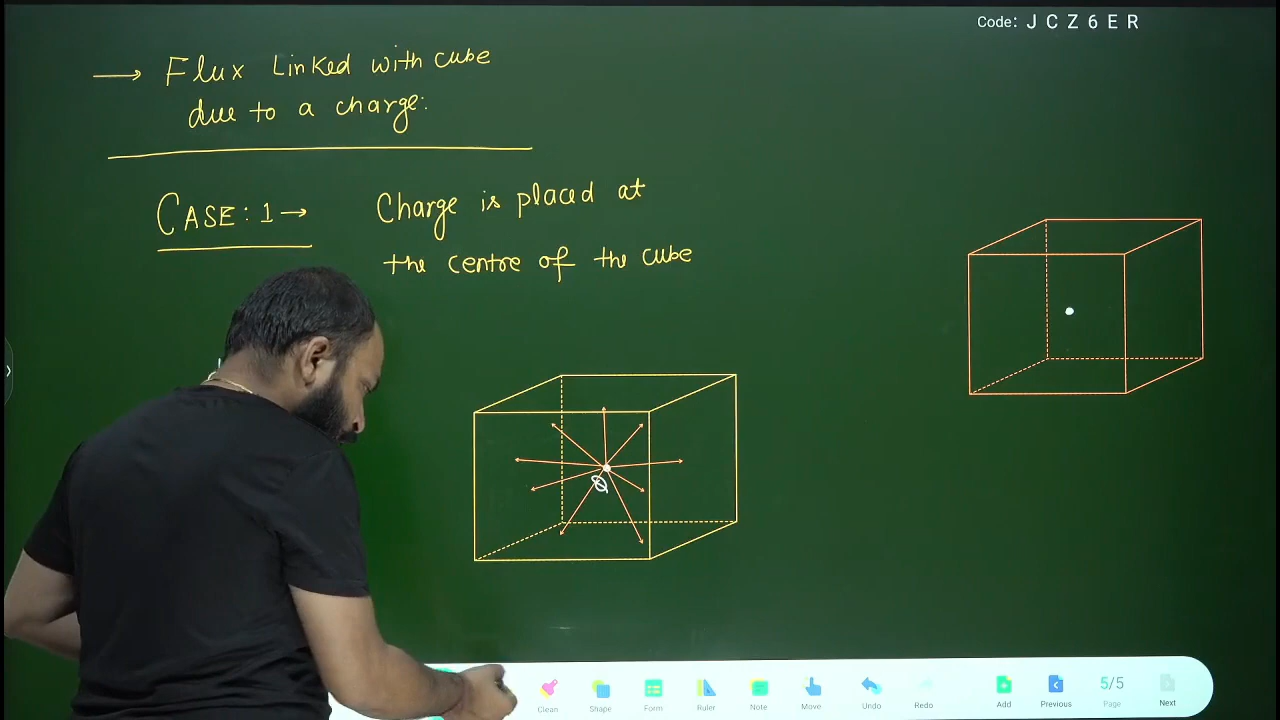 Code: J C Z 6 E R
→ Flux Linked with cube
due to a charge:
CASE: 1→ Charge is placed at
the centre of the cube
Q
Clean
Shape
Form
Ruler
Note
Move
Undo
Redo
Add
Previous
5/5
Page
Next